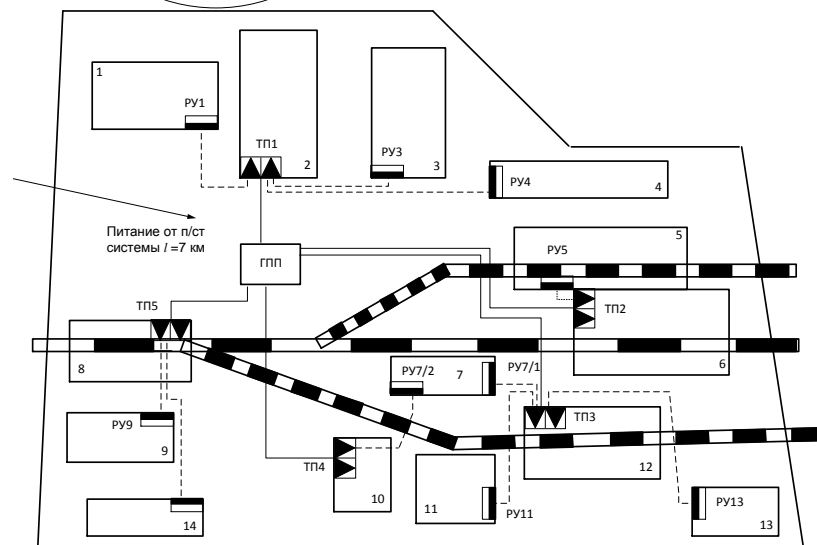 1
РУ1
ТП1
2
РУ3
3
РУ4
4
Питание от п/ст
системы l =7 км
ГПП
5
РУ5
ТП2
6
ТП5
8
РУ7/2
7
РУ7/1
РУ9
9
ТП3
12
ТП4
10
11
РУ11
РУ13
13
14